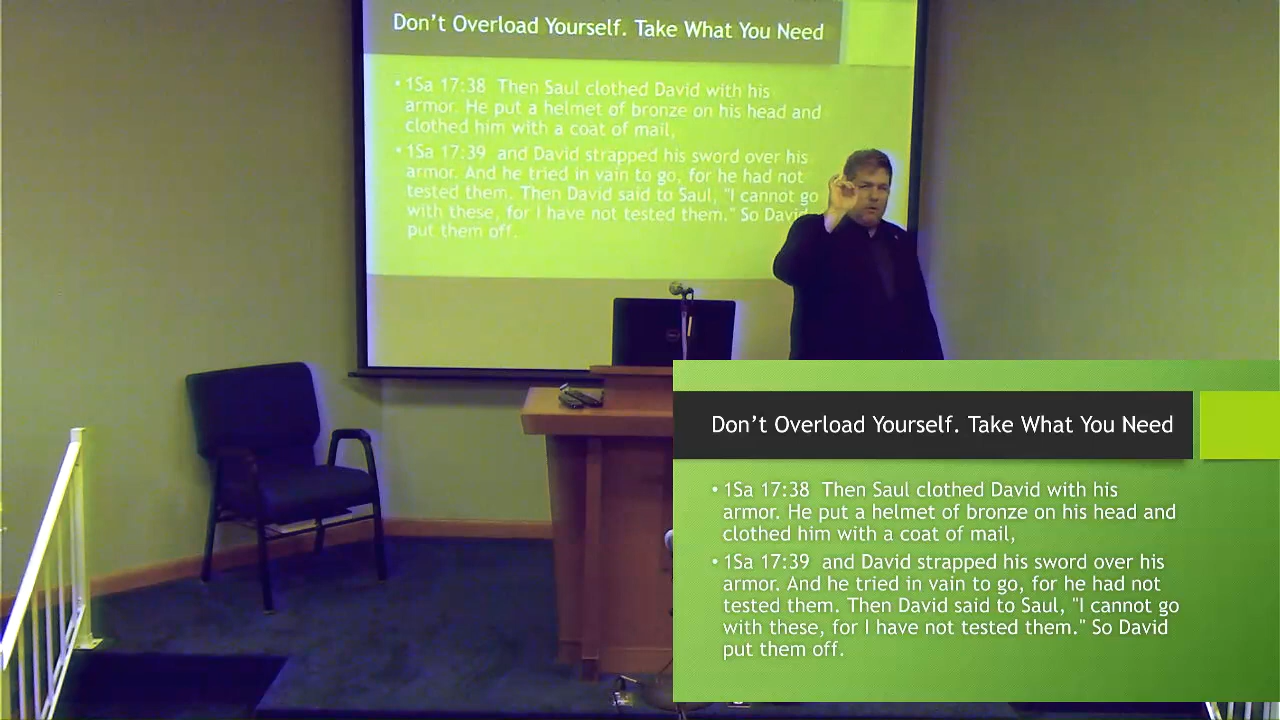 Don't Overload Yourself. Take What You Need
• 1Sa 17:38 Then Saul clothed David with his
armor. He put a helmet of bronze on his head and
clothed him with a coat of mail,
• 1Sa 17:39 and David strapped his sword over his
armor. And he tried in vain to go, for he had not
tested them. Then David said to Saul, "I cannot go
with these, for I have not tested them." So David
put them off.
Don't Overload Yourself. Take What You Need
• 1Sa 17:38 Then Saul clothed David with his
armor. He put a helmet of bronze on his head and
clothed him with a coat of mail,
• 1Sa 17:39 and David strapped his sword over his
armor. And he tried in vain to go, for he had not
tested them. Then David said to Saul, "I cannot go
with these, for I have not tested them." So David
put them off.